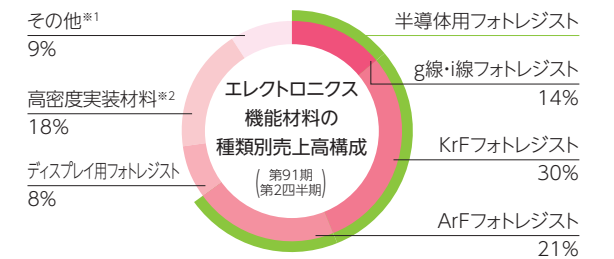 エレクトロニクス
機能材料の
種類別売上高構成
(第91期
第2四半期)
半導体用フォトレジスト
g線・i線フォトレジスト
14%
KrFフォトレジスト
30%
ArFフォトレジスト
21%
ディスプレイ用フォトレジスト
8%
高密度実装材料※2
18%
その他※1
9%